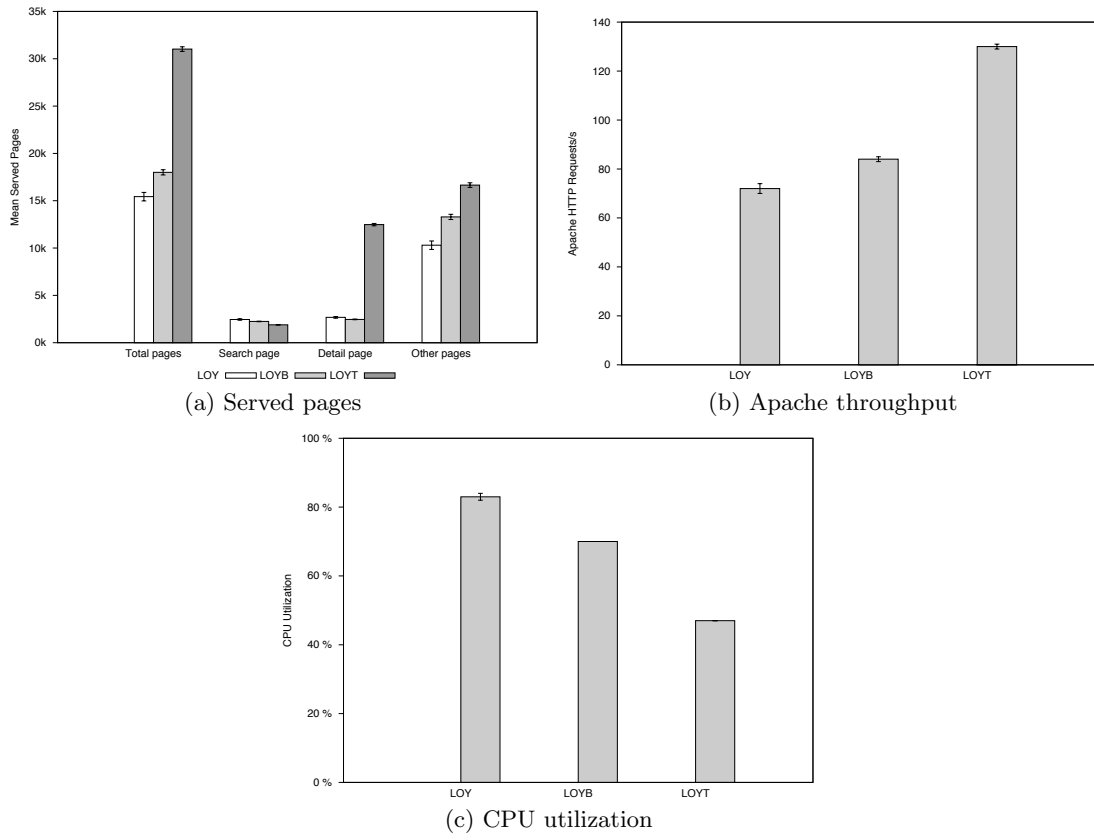 35k
30k
25k
20k
15k
10k
5k
0k
Mean Served Pages
Total pages Search page Detail page Other pages
LOY LOYB LOYT
(a) Served pages
140
120
100
80
60
40
20
0
Apache HTTP Requests/s
LOY LOYB LOYT
(b) Apache throughput
100 %
80 %
60 %
40 %
20 %
0 %
CPU Utilization
LOY LOYB LOYT
(c) CPU utilization